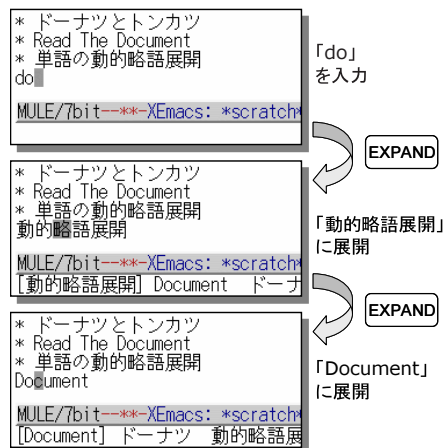 * ドーナツとトンカツ
* Read The Document
* 単語の動的略語展開
do
MULE/7bit--**-XEmacs: *scratch*
「do」
を入力
EXPAND
* ドーナツとトンカツ
* Read The Document
* 単語の動的略語展開
動的略語展開
MULE/7bit--**-XEmacs: *scratch*
[動的略語展開] Document ドーナ
「動的略語展開」
に展開
EXPAND
* ドーナツとトンカツ
* Read The Document
* 単語の動的略語展開
Document
MULE/7bit--**-XEmacs: *scratch*
[Document] ドーナツ 動的略語展
「Document」
に展開